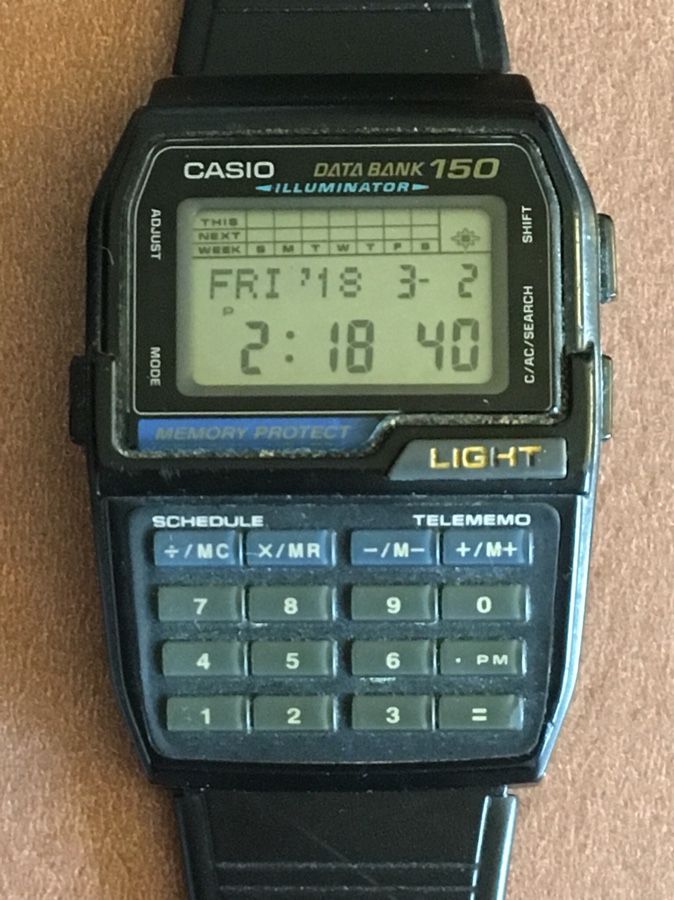 CASIO DATA BANK 150
ILLUMINATOR
ADJUST
SHIFT
THIS
NEXT
WEEK S M T W T F S
FRI '18 3- 2
P
2:18 40
MODE
C/AC/SEARCH
MEMORY PROTECT
LIGHT
SCHEDULE TELEMEMO
÷/MC ×/MR −/M− +/M+
7 8 9 0
4 5 6 · PM
1 2 3 =